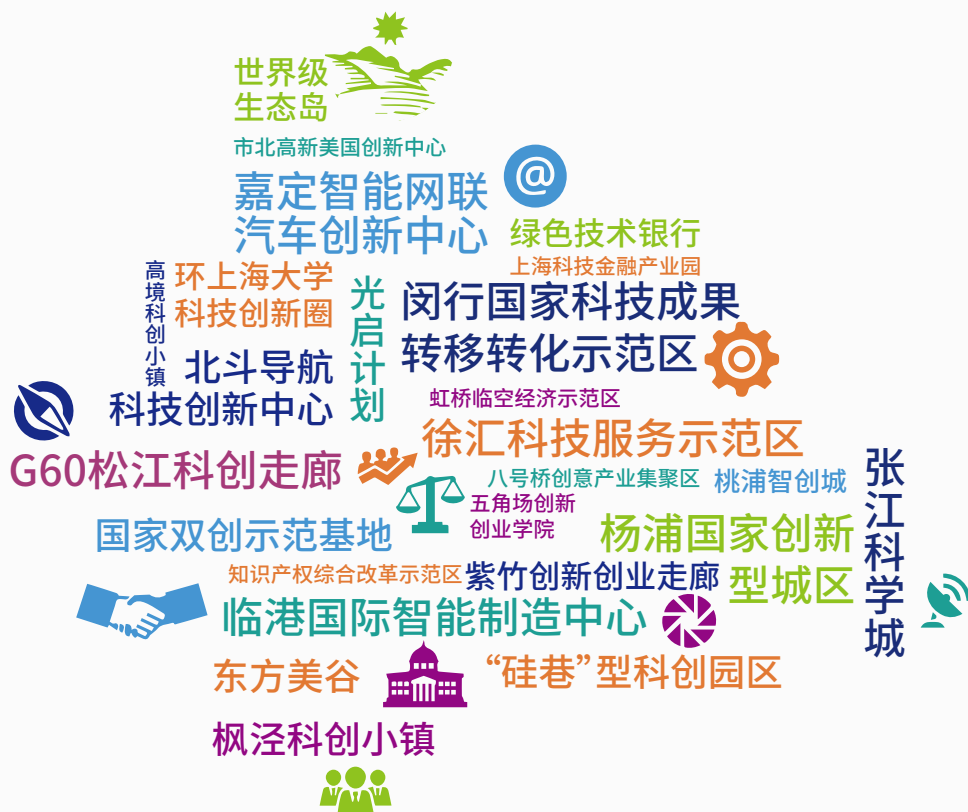 世界级
生态岛
市北高新美国创新中心
@
嘉定智能网联
汽车创新中心
绿色技术银行
上海科技金融产业园
高境科创小镇
环上海大学
科技创新圈
光启计划
闵行国家科技成果
转移转化示范区
北斗导航
科技创新中心
虹桥临空经济示范区
徐汇科技服务示范区
G60松江科创走廊
八号桥创意产业集聚区
桃浦智创城
张江科学城
五角场创新
创业学院
国家双创示范基地
杨浦国家创新
型城区
知识产权综合改革示范区
紫竹创新创业走廊
临港国际智能制造中心
东方美谷
“硅巷”型科创园区
枫泾科创小镇